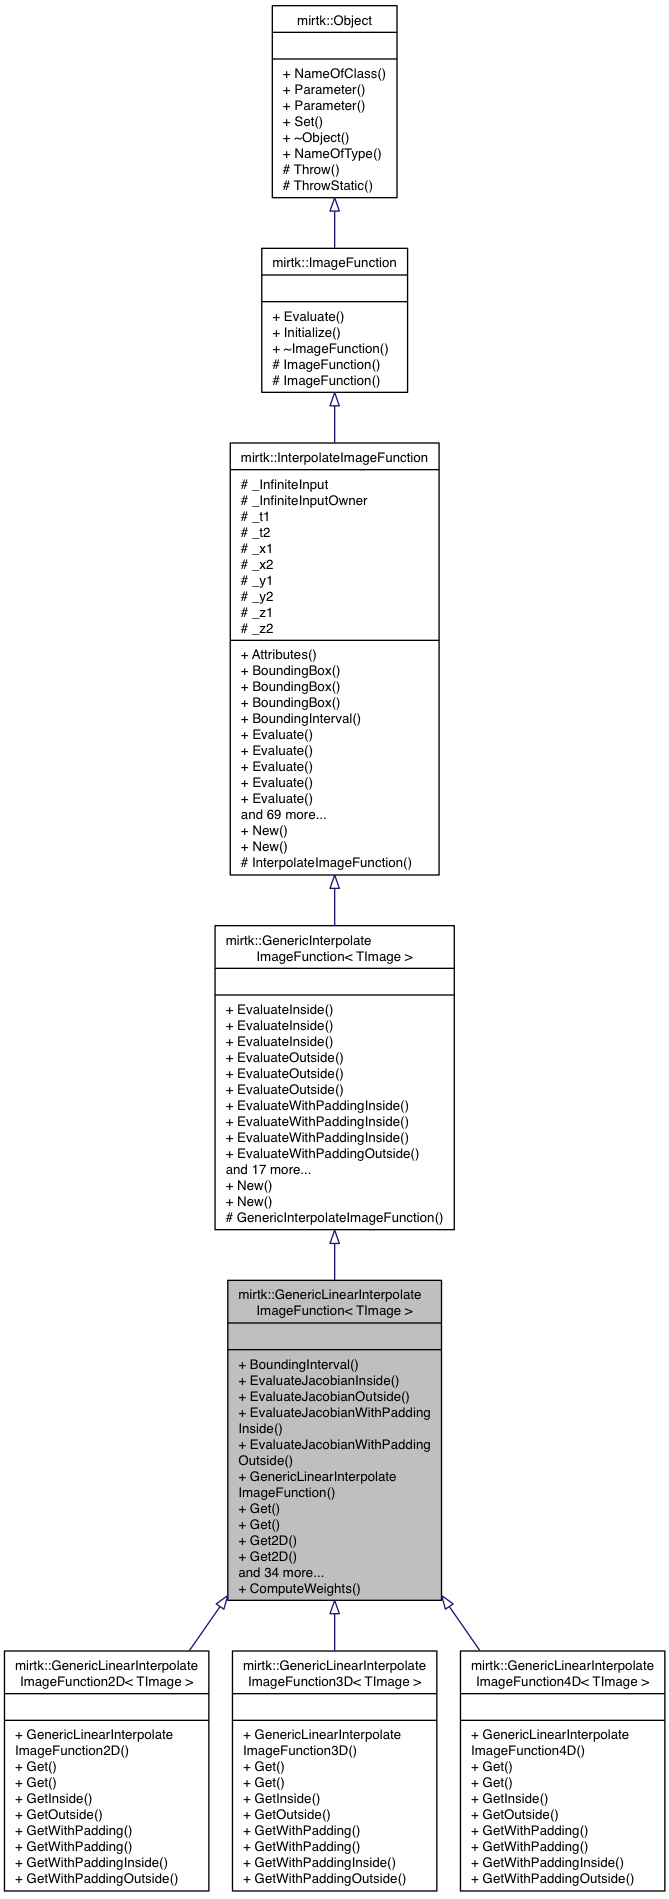 mirtk::Object
+ NameOfClass()
+ Parameter()
+ Parameter()
+ Set()
+ ~Object()
+ NameOfType()
# Throw()
# ThrowStatic()
mirtk::ImageFunction
+ Evaluate()
+ Initialize()
+ ~ImageFunction()
# ImageFunction()
# ImageFunction()
mirtk::InterpolateImageFunction
# _InfiniteInput
# _InfiniteInputOwner
# _t1
# _t2
# _x1
# _x2
# _y1
# _y2
# _z1
# _z2
+ Attributes()
+ BoundingBox()
+ BoundingBox()
+ BoundingBox()
+ BoundingInterval()
+ Evaluate()
+ Evaluate()
+ Evaluate()
+ Evaluate()
+ Evaluate()
and 69 more...
+ New()
+ New()
# InterpolateImageFunction()
mirtk::GenericInterpolate
ImageFunction< TImage >
+ EvaluateInside()
+ EvaluateInside()
+ EvaluateInside()
+ EvaluateOutside()
+ EvaluateOutside()
+ EvaluateOutside()
+ EvaluateWithPaddingInside()
+ EvaluateWithPaddingInside()
+ EvaluateWithPaddingInside()
+ EvaluateWithPaddingOutside()
and 17 more...
+ New()
+ New()
# GenericInterpolateImageFunction()
mirtk::GenericLinearInterpolate
ImageFunction< TImage >
+ BoundingInterval()
+ EvaluateJacobianInside()
+ EvaluateJacobianOutside()
+ EvaluateJacobianWithPadding
Inside()
+ EvaluateJacobianWithPadding
Outside()
+ GenericLinearInterpolate
ImageFunction()
+ Get()
+ Get()
+ Get2D()
+ Get2D()
and 34 more...
+ ComputeWeights()
mirtk::GenericLinearInterpolate
ImageFunction2D< TImage >
+ GenericLinearInterpolate
ImageFunction2D()
+ Get()
+ Get()
+ GetInside()
+ GetOutside()
+ GetWithPadding()
+ GetWithPadding()
+ GetWithPaddingInside()
+ GetWithPaddingOutside()
mirtk::GenericLinearInterpolate
ImageFunction3D< TImage >
+ GenericLinearInterpolate
ImageFunction3D()
+ Get()
+ Get()
+ GetInside()
+ GetOutside()
+ GetWithPadding()
+ GetWithPadding()
+ GetWithPaddingInside()
+ GetWithPaddingOutside()
mirtk::GenericLinearInterpolate
ImageFunction4D< TImage >
+ GenericLinearInterpolate
ImageFunction4D()
+ Get()
+ Get()
+ GetInside()
+ GetOutside()
+ GetWithPadding()
+ GetWithPadding()
+ GetWithPaddingInside()
+ GetWithPaddingOutside()